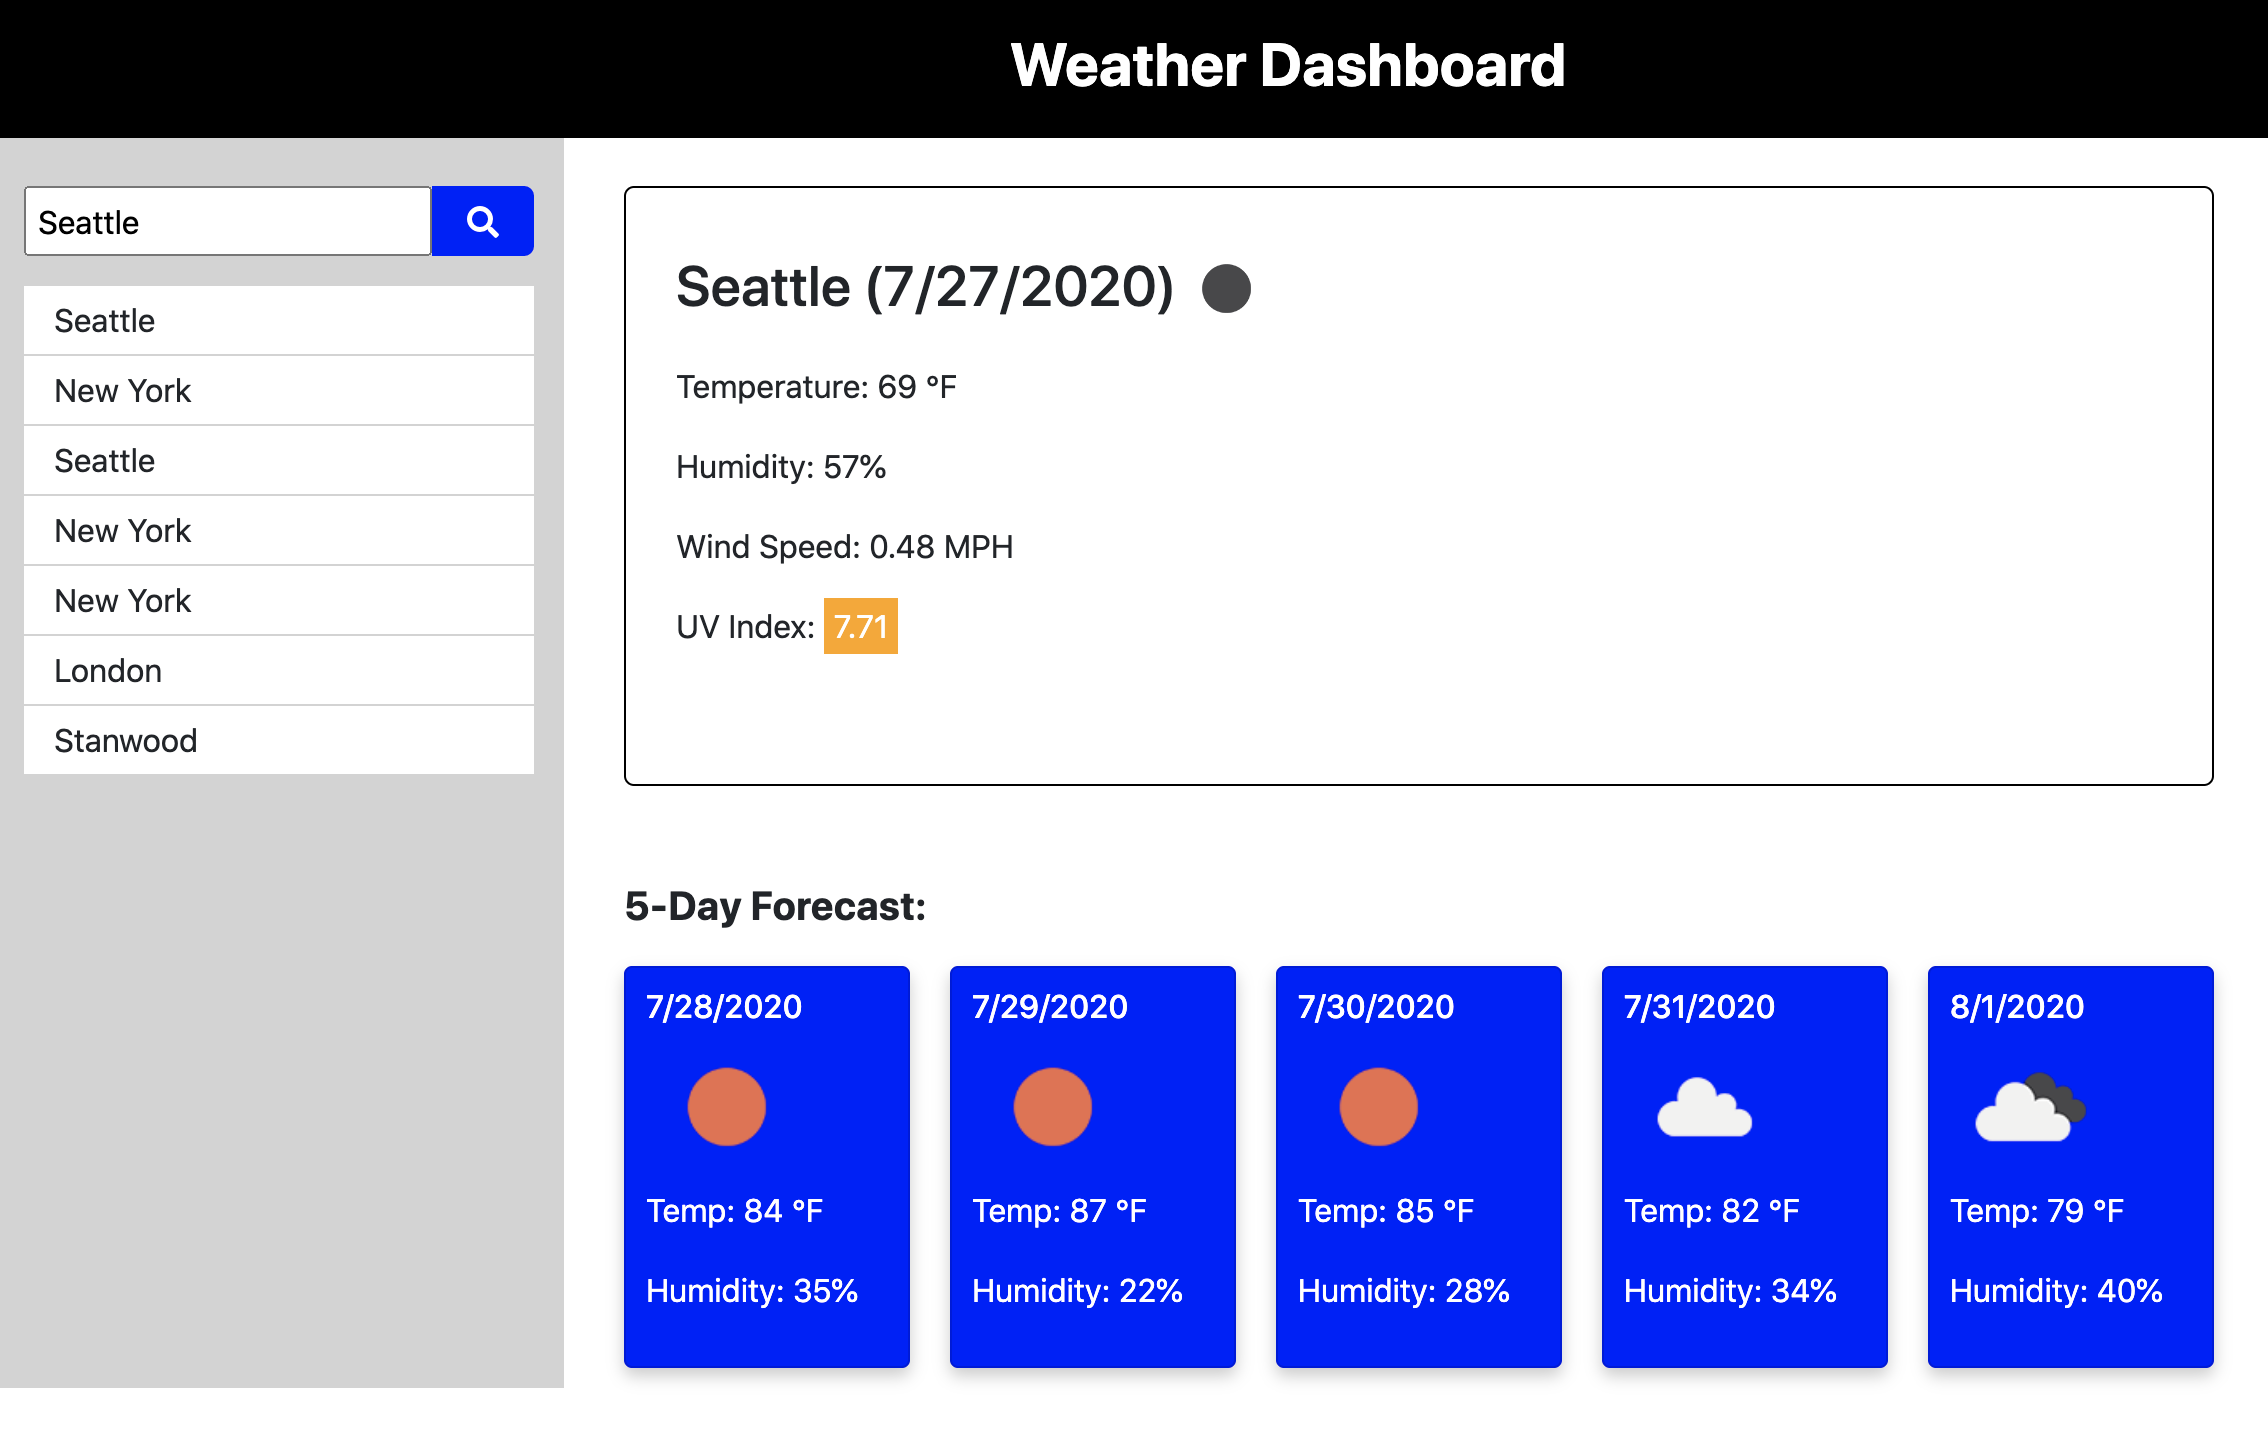 Weather Dashboard
Seattle
Seattle
New York
Seattle
New York
New York
London
Stanwood
Seattle (7/27/2020)
Temperature: 69 °F
Humidity: 57%
Wind Speed: 0.48 MPH
UV Index: 7.71
5-Day Forecast:
7/28/2020
Temp: 84 °F
Humidity: 35%
7/29/2020
Temp: 87 °F
Humidity: 22%
7/30/2020
Temp: 85 °F
Humidity: 28%
7/31/2020
Temp: 82 °F
Humidity: 34%
8/1/2020
Temp: 79 °F
Humidity: 40%